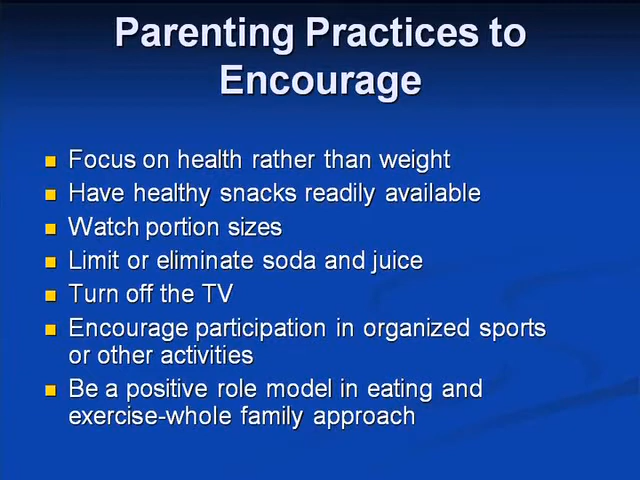 Parenting Practices to
Encourage
Focus on health rather than weight
Have healthy snacks readily available
Watch portion sizes
Limit or eliminate soda and juice
Turn off the TV
Encourage participation in organized sports
or other activities
Be a positive role model in eating and
exercise-whole family approach